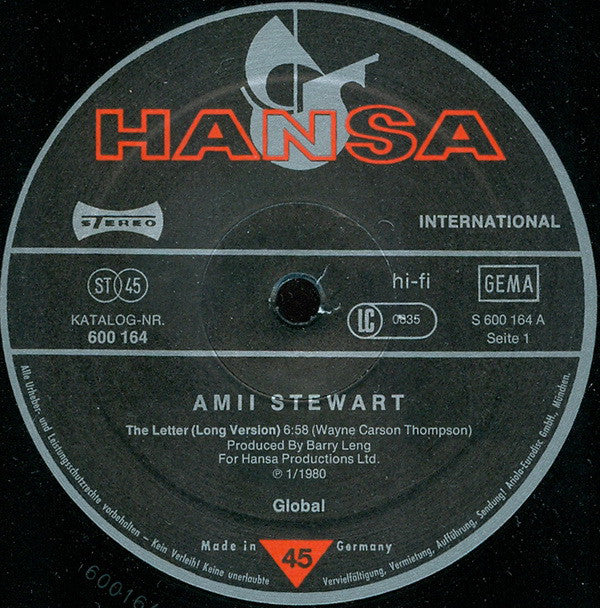 HANSA
STEREO
INTERNATIONAL
ST 45
hi-fi
GEMA
KATALOG-NR.
600 164
LC 0835
S 600 164 A
Seite 1
AMII STEWART
The Letter (Long Version) 6:58 (Wayne Carson Thompson)
Produced By Barry Leng
For Hansa Productions Ltd.
℗ 1/1980
Global
Made in 45 Germany
Alle Urheber- und Leistungsschutzrechte vorbehalten – Kein Verleih! Keine unerlaubte Vervielfältigung, Vermietung, Aufführung, Sendung! Ariola-Eurodisc GmbH, München.